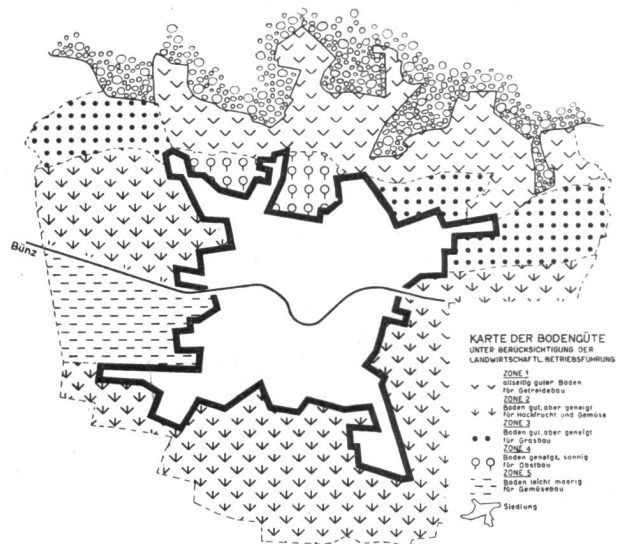 Bünz
KARTE DER BODENGÜTE
UNTER BERÜCKSICHTIGUNG DER
LANDWIRTSCHAFTL. BETRIEBSFÜHRUNG
ZONE 1
allseitig guter Boden
für Getreidebau
ZONE 2
Boden gut, aber geneigt
für Hackfrucht und Gemüse
ZONE 3
Boden gut, aber geneigt
für Grasbau
ZONE 4
Boden geneigt, sonnig
für Obstbau
ZONE 5
Boden leicht moorig
für Gemüsebau
Siedlung